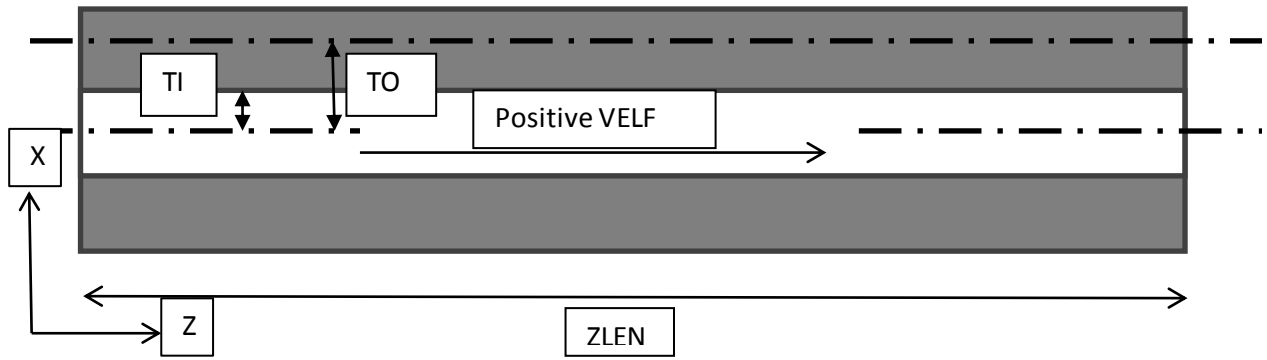 TI
TO
Positive VELF
X
Z
ZLEN